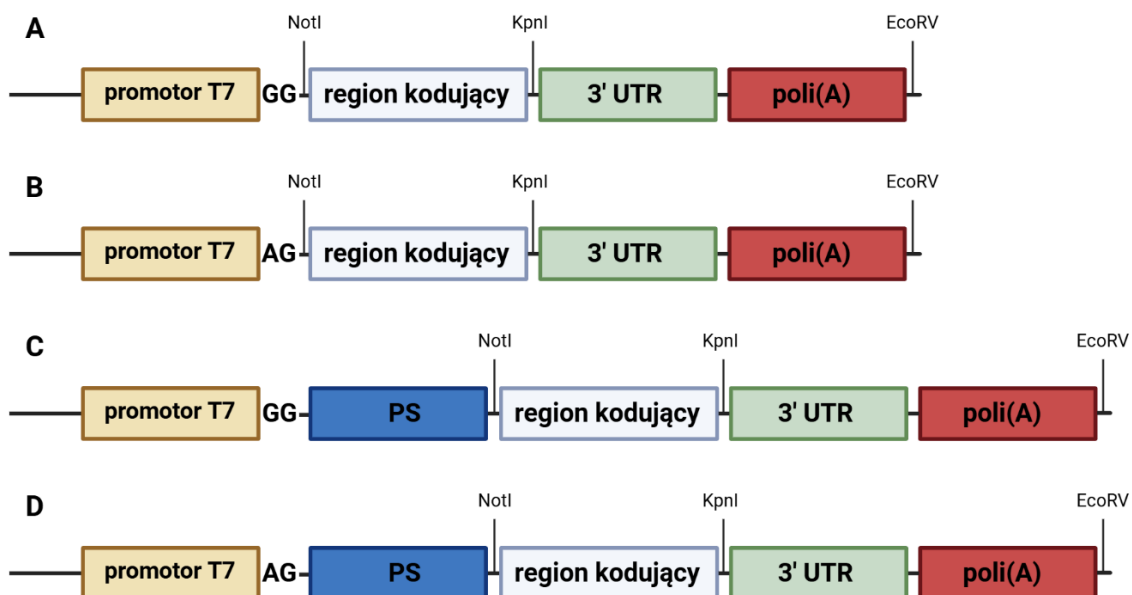 A
NotI KpnI EcoRV
promotor T7 GG region kodujący 3' UTR poli(A)
B
NotI KpnI EcoRV
promotor T7 AG region kodujący 3' UTR poli(A)
C
NotI KpnI EcoRV
promotor T7 GG PS region kodujący 3' UTR poli(A)
D
NotI KpnI EcoRV
promotor T7 AG PS region kodujący 3' UTR poli(A)